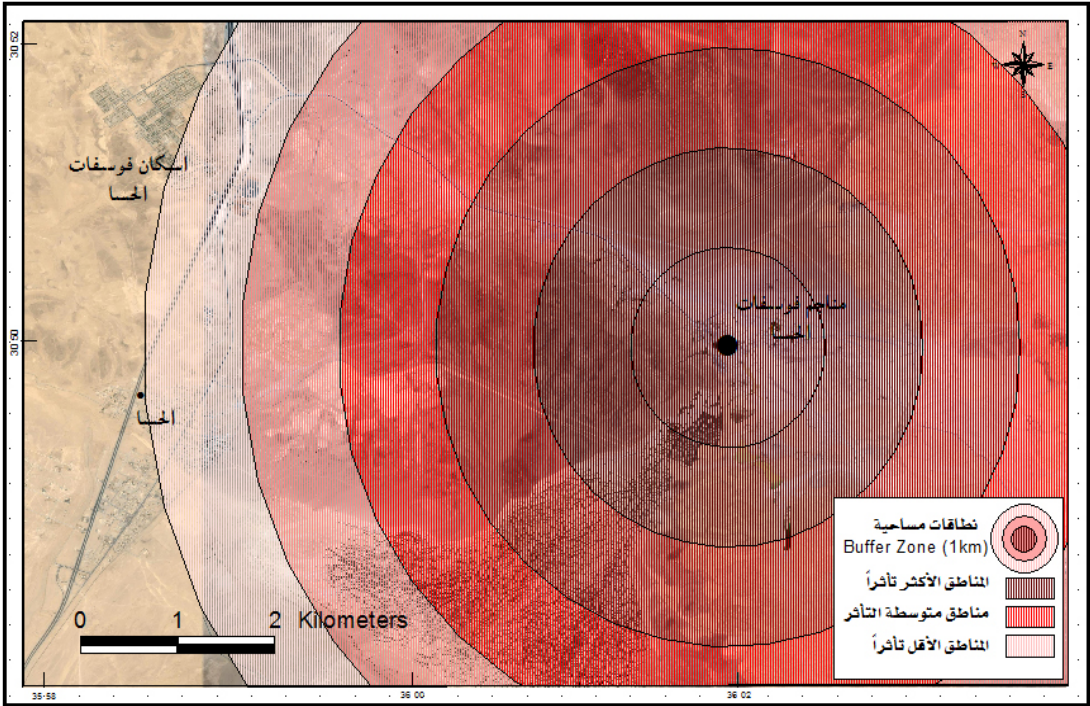 30 52
N
E
S
اسكان فوسفات
الحسا
مناجم فوسفات
الحسا
30 50
الحسا
نطاقات مساحية
Buffer Zone (1km)
المناطق الأكثر تأثراً
مناطق متوسطة التأثر
المناطق الأقل تأثراً
0 1 2 Kilometers
35 58
36 00
36 02